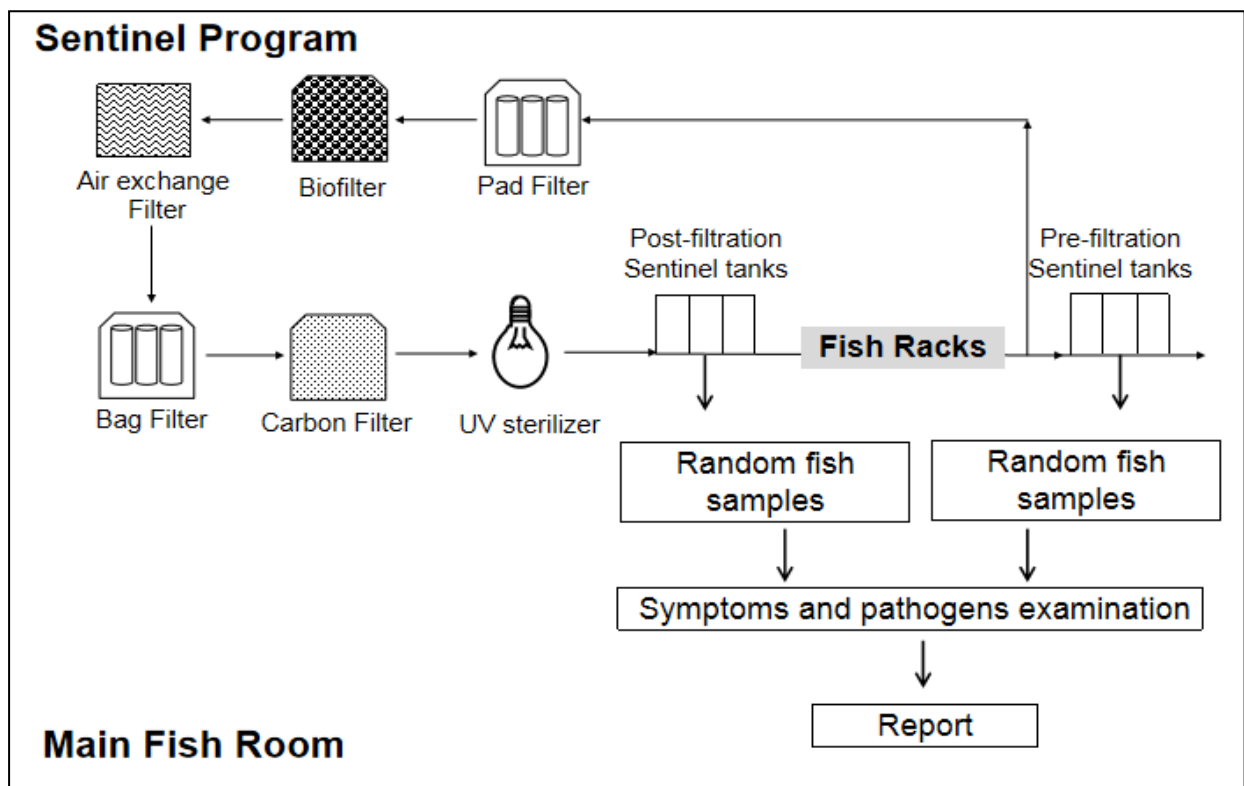 Sentinel Program
Air exchange
Filter
Biofilter
Pad Filter
Post-filtration
Sentinel tanks
Pre-filtration
Sentinel tanks
Bag Filter
Carbon Filter
UV sterilizer
Fish Racks
Random fish
samples
Random fish
samples
Symptoms and pathogens examination
Report
Main Fish Room